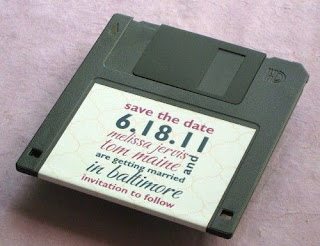 save the date
6.18.11
melissa jervis
and
tom maine
are getting married
in baltimore
invitation to follow